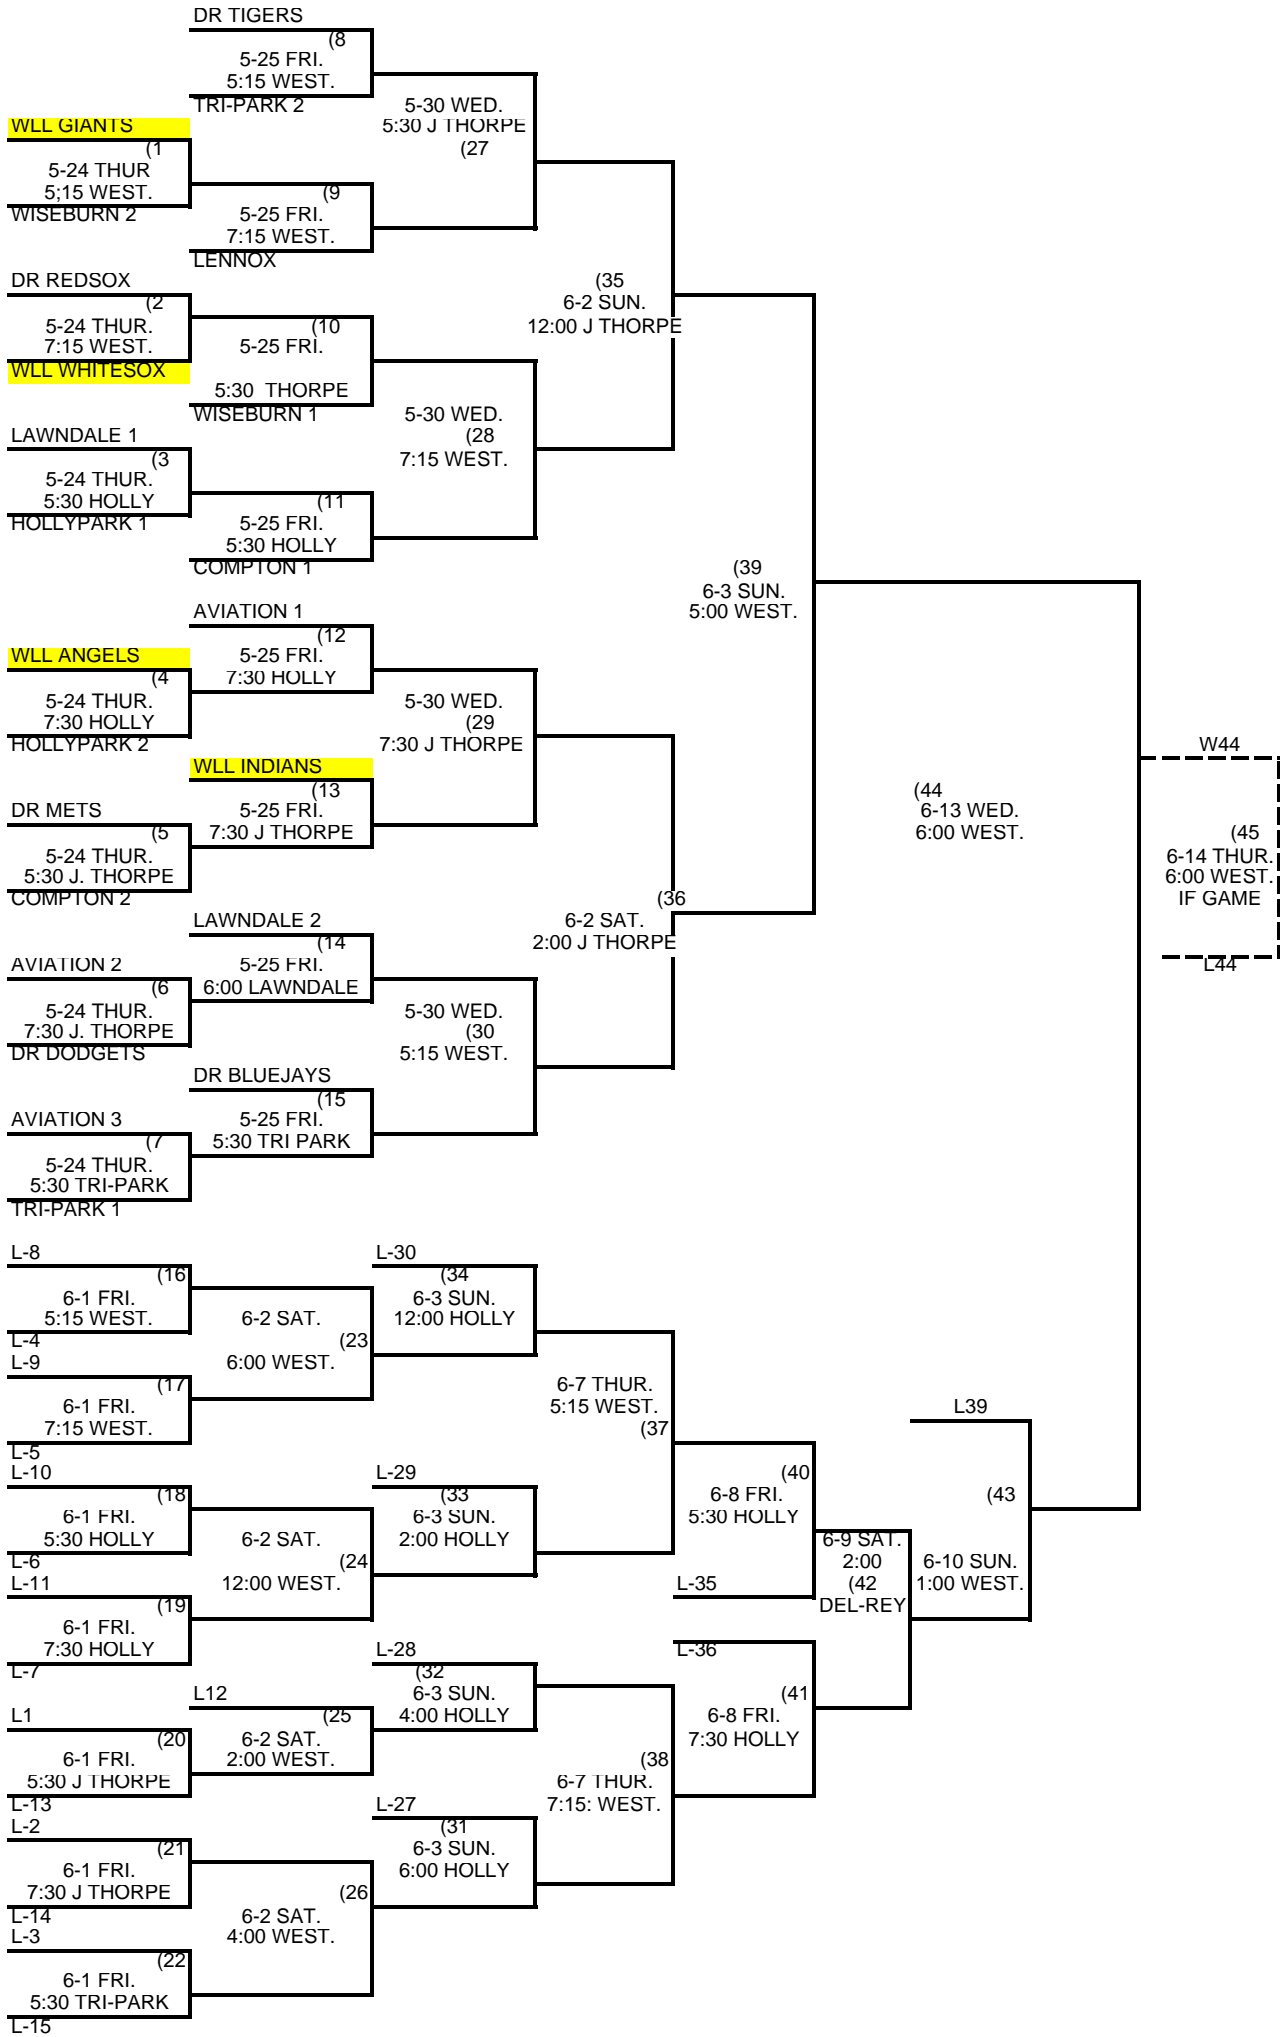 DR TIGERS
(8
5-25 FRI.
5:15 WEST.
TRI-PARK 2
5-30 WED.
5:30 J THORPE
(27
WLL GIANTS
(1
5-24 THUR
5;15 WEST.
WISEBURN 2
(9
5-25 FRI.
7:15 WEST.
LENNOX
DR REDSOX
(2
5-24 THUR.
7:15 WEST.
WLL WHITESOX
(10
5-25 FRI.
5:30 THORPE
WISEBURN 1
(35
6-2 SUN.
12:00 J THORPE
5-30 WED.
(28
7:15 WEST.
LAWNDALE 1
(3
5-24 THUR.
5:30 HOLLY
HOLLYPARK 1
(11
5-25 FRI.
5:30 HOLLY
COMPTON 1
(39
6-3 SUN.
5:00 WEST.
AVIATION 1
(12
5-25 FRI.
7:30 HOLLY
WLL ANGELS
(4
5-24 THUR.
7:30 HOLLY
HOLLYPARK 2
5-30 WED.
(29
7:30 J THORPE
WLL INDIANS
(13
5-25 FRI.
7:30 J THORPE
DR METS
(5
5-24 THUR.
5:30 J. THORPE
COMPTON 2
(44
6-13 WED.
6:00 WEST.
W44
(45
6-14 THUR.
6:00 WEST.
IF GAME
L44
(36
6-2 SAT.
2:00 J THORPE
LAWNDALE 2
(14
5-25 FRI.
6:00 LAWNDALE
AVIATION 2
(6
5-24 THUR.
7:30 J. THORPE
DR DODGETS
5-30 WED.
(30
5:15 WEST.
DR BLUEJAYS
(15
5-25 FRI.
5:30 TRI PARK
AVIATION 3
(7
5-24 THUR.
5:30 TRI-PARK
TRI-PARK 1
L-8
(16
6-1 FRI.
5:15 WEST.
L-4
L-30
(34
6-3 SUN.
12:00 HOLLY
6-2 SAT.
(23
6:00 WEST.
L-9
(17
6-1 FRI.
7:15 WEST.
L-5
6-7 THUR.
5:15 WEST.
(37
L39
L-10
(18
6-1 FRI.
5:30 HOLLY
L-6
L-29
(33
6-3 SUN.
2:00 HOLLY
6-2 SAT.
(24
12:00 WEST.
(40
6-8 FRI.
5:30 HOLLY
L-35
(43
6-10 SUN.
1:00 WEST.
6-9 SAT.
2:00
(42
DEL-REY
L-11
(19
6-1 FRI.
7:30 HOLLY
L-7
L-28
(32
6-3 SUN.
4:00 HOLLY
L-36
(41
6-8 FRI.
7:30 HOLLY
L12
(25
6-2 SAT.
2:00 WEST.
L1
(20
6-1 FRI.
5:30 J THORPE
L-13
(38
6-7 THUR.
7:15: WEST.
L-27
(31
6-3 SUN.
6:00 HOLLY
L-2
(21
6-1 FRI.
7:30 J THORPE
L-14
(26
6-2 SAT.
4:00 WEST.
L-3
(22
6-1 FRI.
5:30 TRI-PARK
L-15